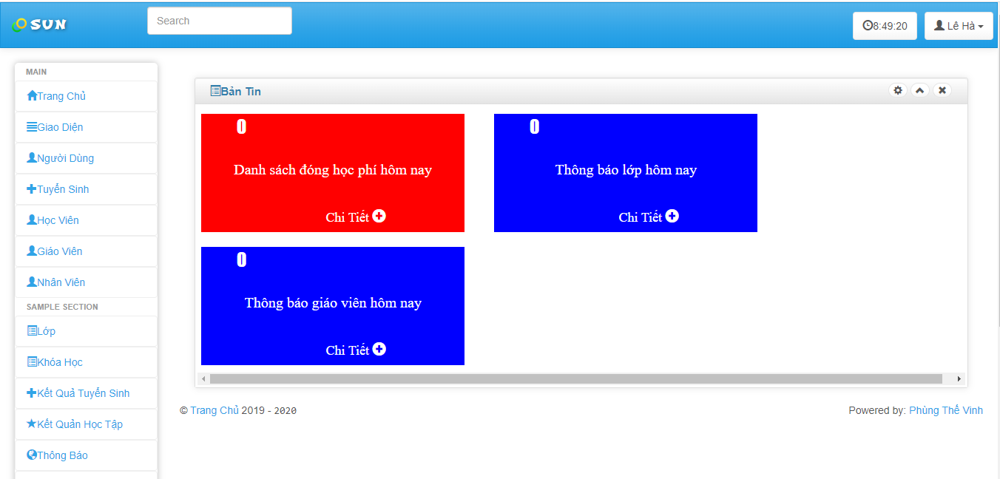 SUN
Search
8:49:20
Lê Hà
MAIN
Trang Chủ
Giao Diện
Người Dùng
Tuyển Sinh
Học Viên
Giáo Viên
Nhân Viên
SAMPLE SECTION
Lớp
Khóa Học
Kết Quả Tuyển Sinh
Kết Quản Học Tập
Thông Báo
Bản Tin
0
Danh sách đóng học phí hôm nay
Chi Tiết
0
Thông báo lớp hôm nay
Chi Tiết
0
Thông báo giáo viên hôm nay
Chi Tiết
© Trang Chủ 2019 - 2020
Powered by: Phùng Thế Vinh